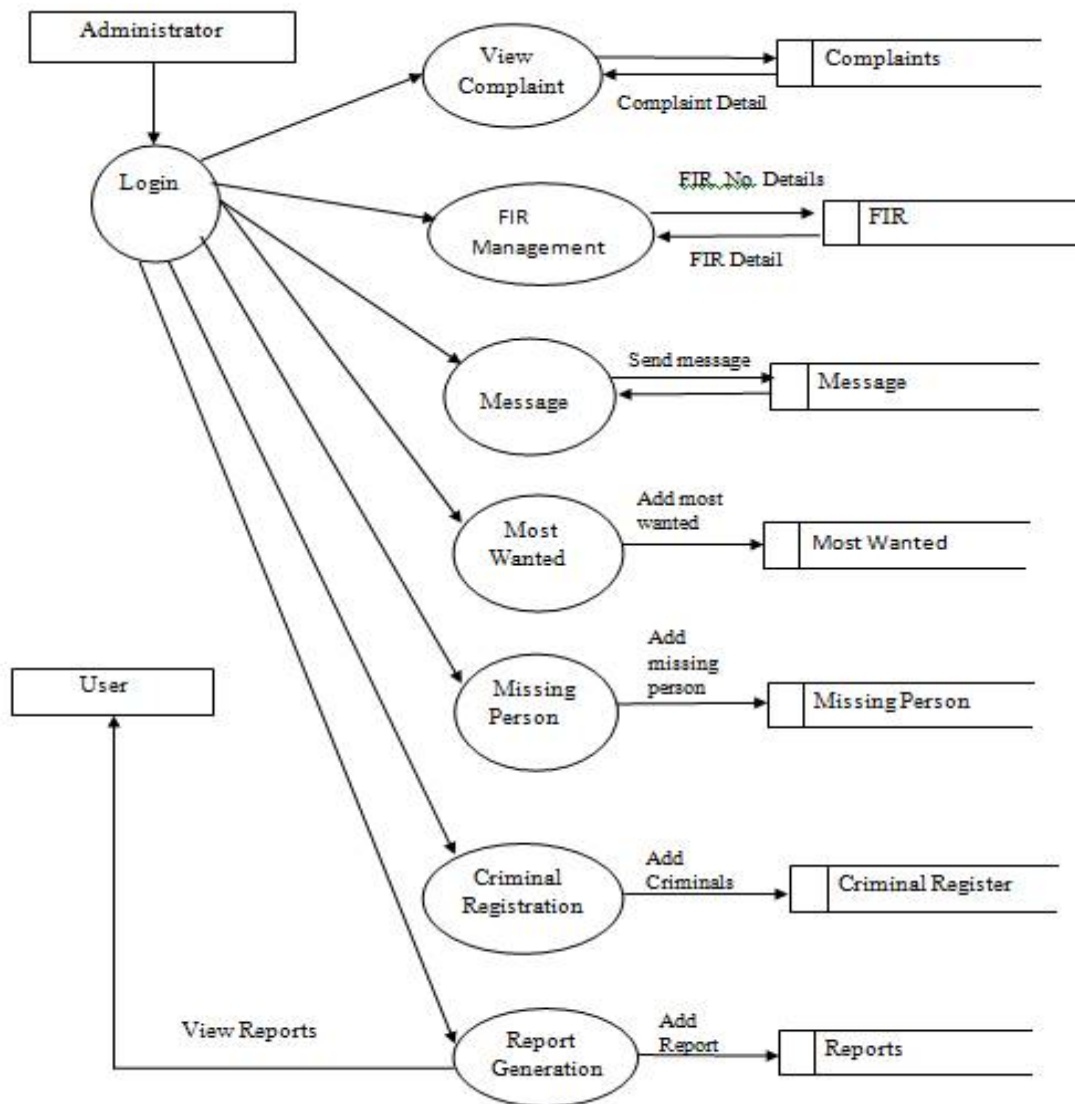 Administrator
View
Complaint
Complaints
Complaint Detail
Login
FIR No. Details
FIR
Management
FIR
FIR Detail
Send message
Message
Message
Add most
wanted
Most
Wanted
Most Wanted
Add
missing
person
User
Missing
Person
Missing Person
Add
Criminals
Criminal
Registration
Criminal Register
View Reports
Add
Report
Report
Generation
Reports